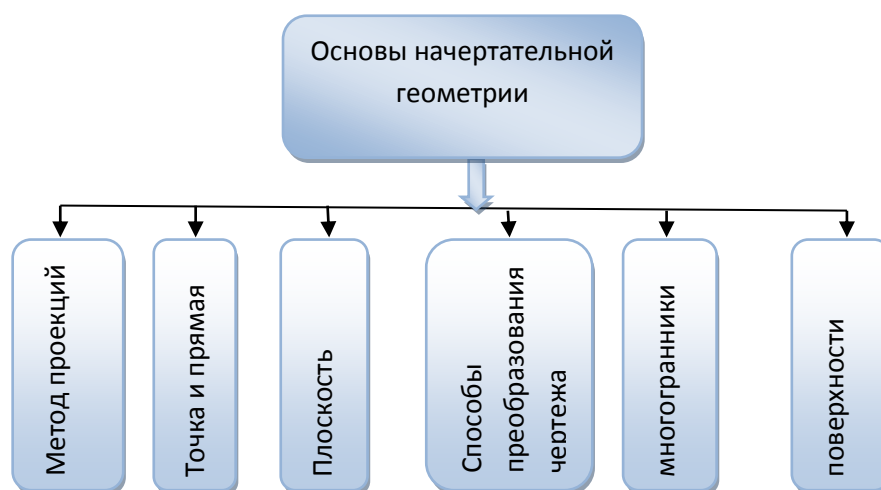 Основы начертательной
геометрии
Метод проекций
Точка и прямая
Плоскость
Способы
преобразования
чертежа
многогранники
поверхности